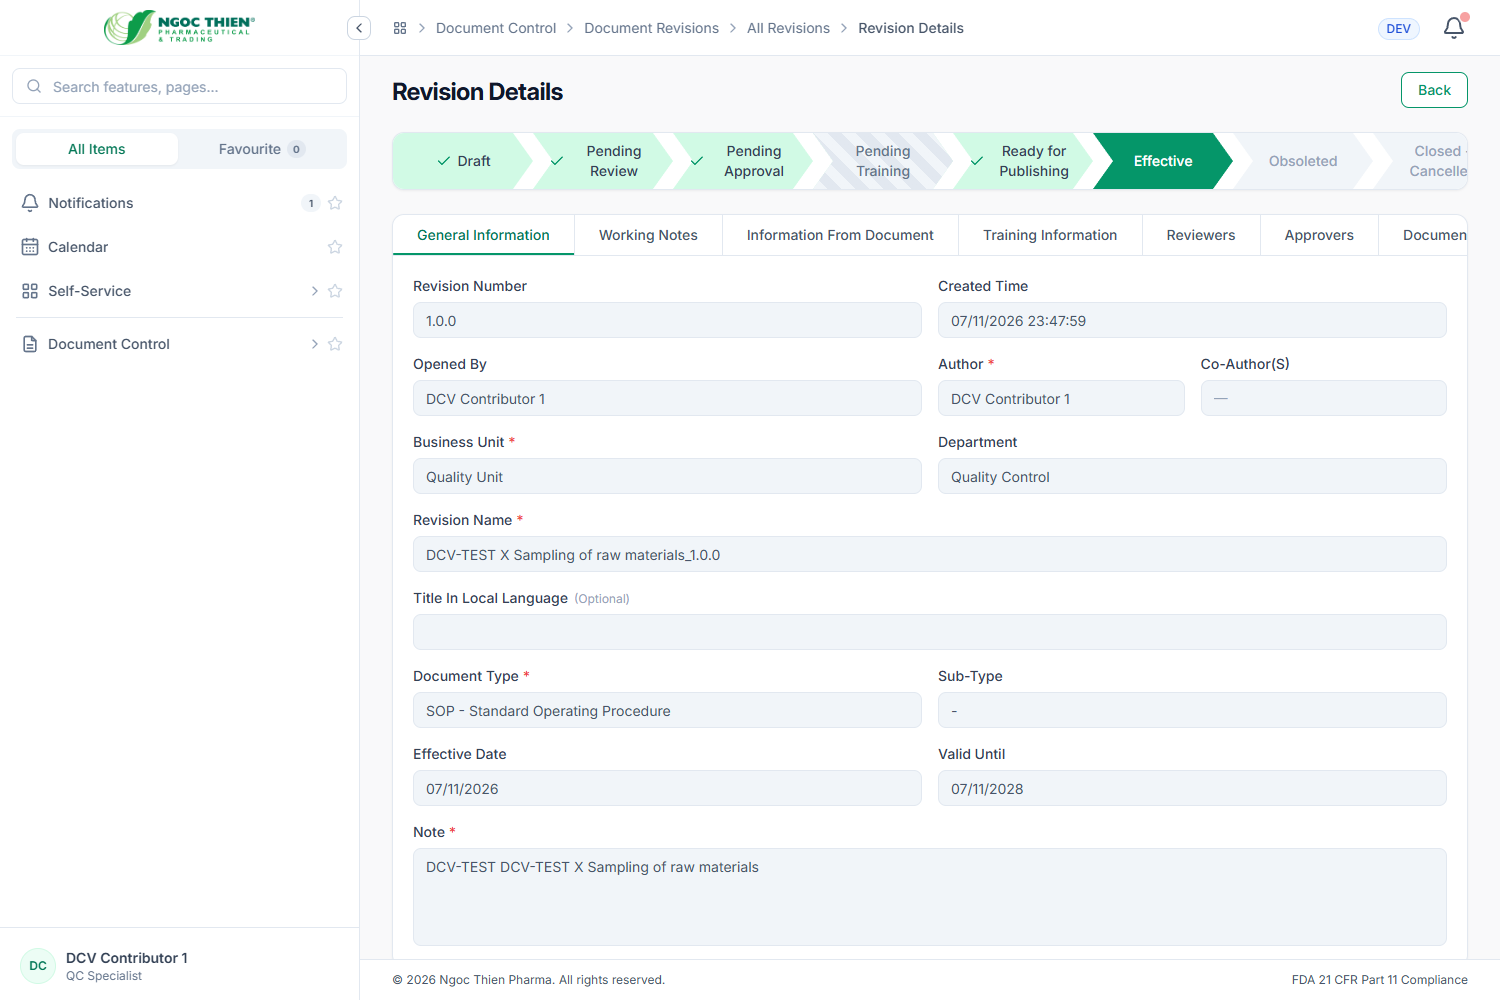 NGOC THIEN®
PHARMACEUTICAL
& TRADING
Search features, pages...
All Items
Favourite 0
Notifications 1
Calendar
Self-Service
Document Control
DC
DCV Contributor 1
QC Specialist
Document Control
Document Revisions
All Revisions
Revision Details
DEV
Revision Details
Back
Draft
Pending
Review
Pending
Approval
Pending
Training
Ready for
Publishing
Effective
Obsoleted
Closed -
Cancelle
General Information
Working Notes
Information From Document
Training Information
Reviewers
Approvers
Documen
Revision Number
1.0.0
Created Time
07/11/2026 23:47:59
Opened By
DCV Contributor 1
Author *
DCV Contributor 1
Co-Author(S)
—
Business Unit *
Quality Unit
Department
Quality Control
Revision Name *
DCV-TEST X Sampling of raw materials_1.0.0
Title In Local Language (Optional)
Document Type *
SOP - Standard Operating Procedure
Sub-Type
-
Effective Date
07/11/2026
Valid Until
07/11/2028
Note *
DCV-TEST DCV-TEST X Sampling of raw materials
© 2026 Ngoc Thien Pharma. All rights reserved.
FDA 21 CFR Part 11 Compliance